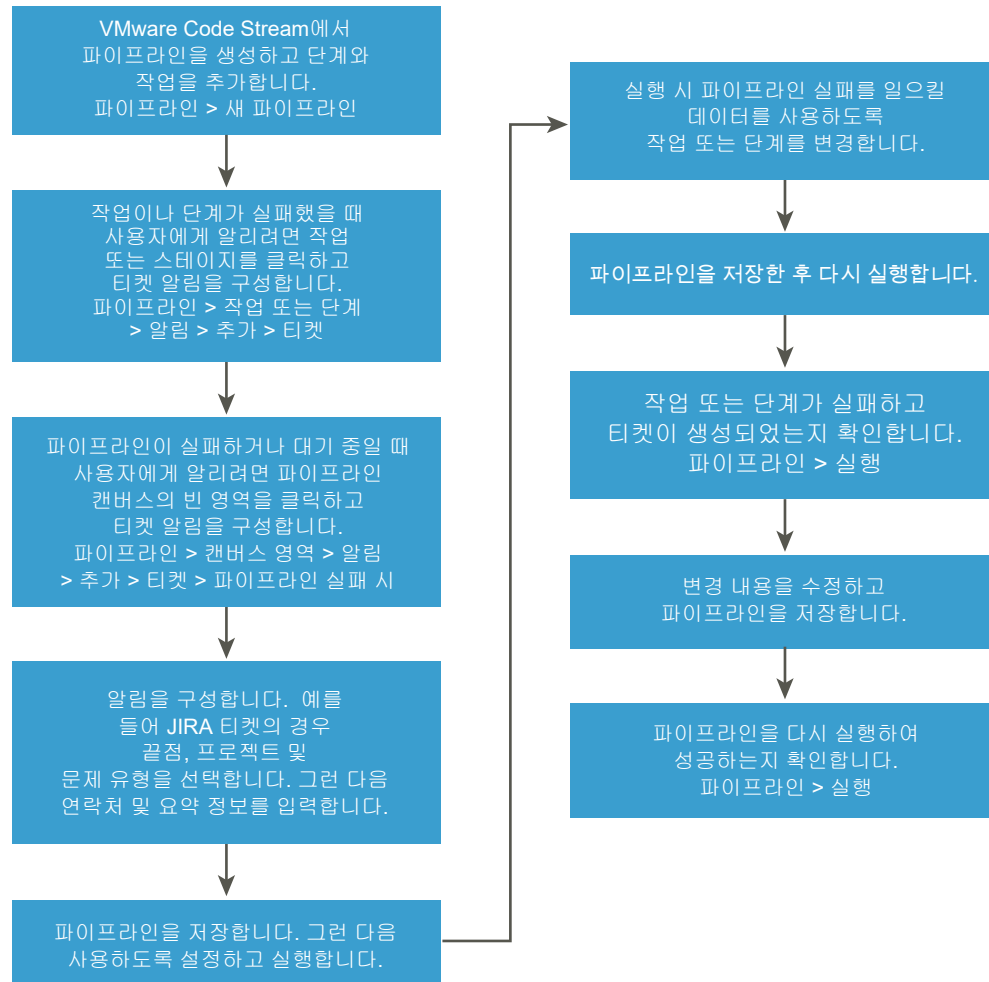 VMware Code Stream에서
파이프라인을 생성하고 단계와
작업을 추가합니다.
파이프라인 > 새 파이프라인
작업이나 단계가 실패했을 때
사용자에게 알리려면 작업
또는 스테이지를 클릭하고
티켓 알림을 구성합니다.
파이프라인 > 작업 또는 단계
> 알림 > 추가 > 티켓
파이프라인이 실패하거나 대기 중일 때
사용자에게 알리려면 파이프라인
캔버스의 빈 영역을 클릭하고
티켓 알림을 구성합니다.
파이프라인 > 캔버스 영역 > 알림
> 추가 > 티켓 > 파이프라인 실패 시
알림을 구성합니다. 예를
들어 JIRA 티켓의 경우
끝점, 프로젝트 및
문제 유형을 선택합니다. 그런 다음
연락처 및 요약 정보를 입력합니다.
파이프라인을 저장합니다. 그런 다음
사용하도록 설정하고 실행합니다.
실행 시 파이프라인 실패를 일으킬
데이터를 사용하도록
작업 또는 단계를 변경합니다.
파이프라인을 저장한 후 다시 실행합니다.
작업 또는 단계가 실패하고
티켓이 생성되었는지 확인합니다.
파이프라인 > 실행
변경 내용을 수정하고
파이프라인을 저장합니다.
파이프라인을 다시 실행하여
성공하는지 확인합니다.
파이프라인 > 실행